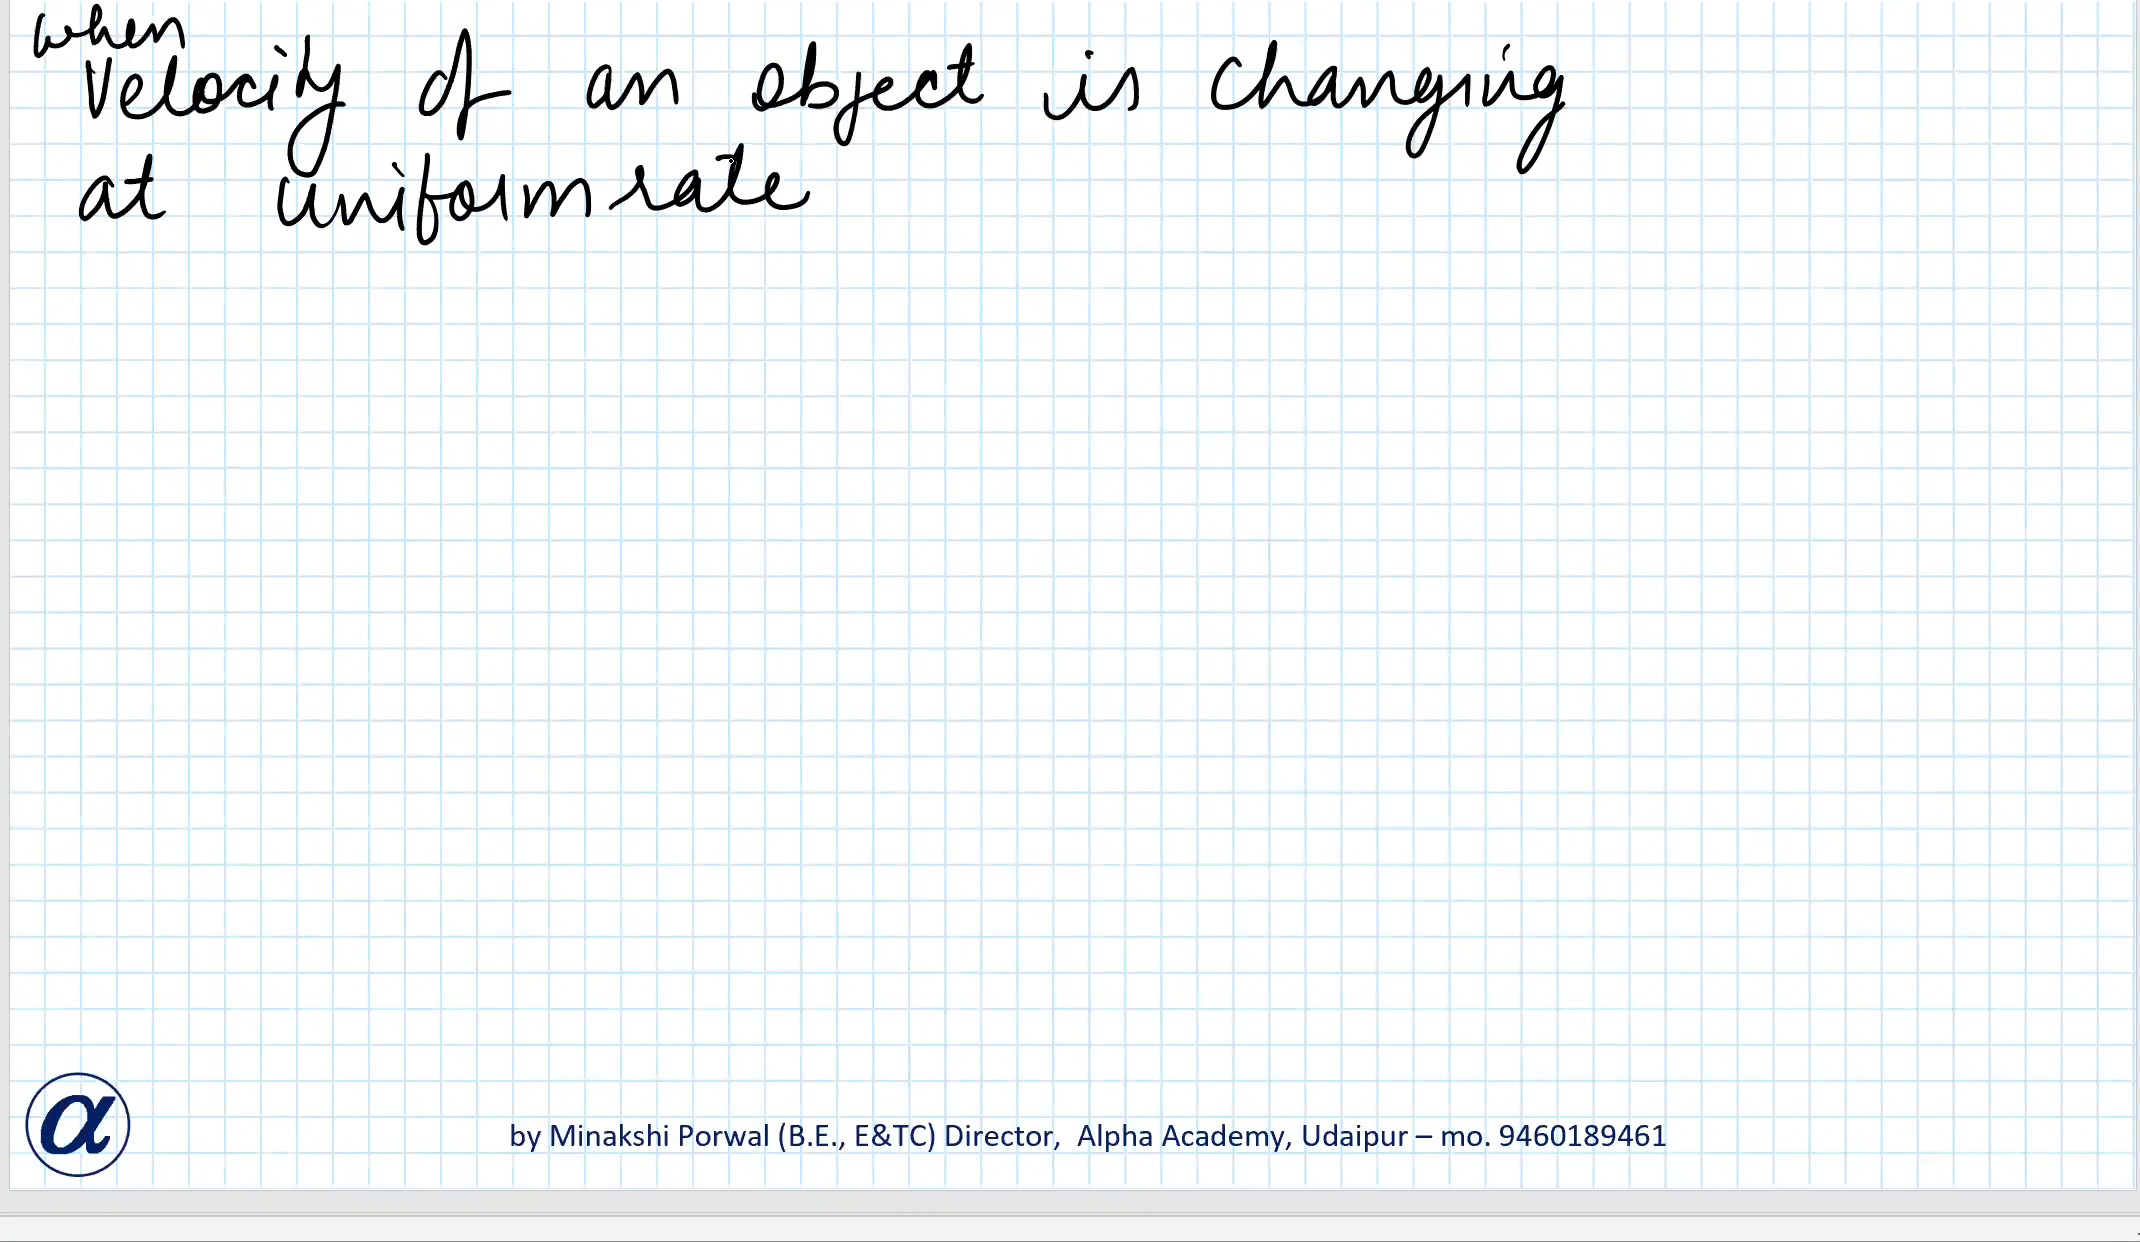 when
Velocity of an object is changing
at uniform rate
α
by Minakshi Porwal (B.E., E&TC) Director, Alpha Academy, Udaipur – mo. 9460189461